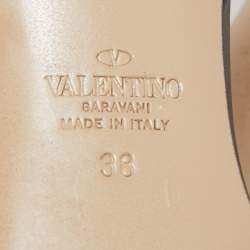 VALENTINO
GARAVANI
MADE IN ITALY
38